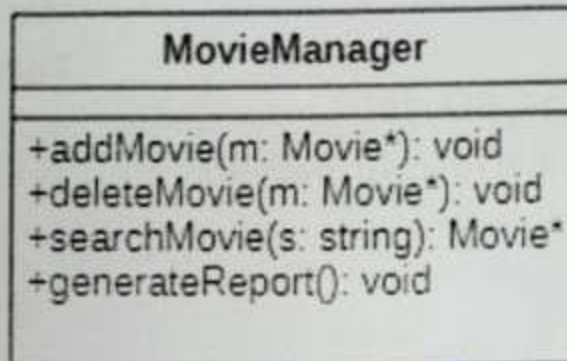 MovieManager
+addMovie(m: Movie*): void
+deleteMovie(m: Movie*): void
+searchMovie(s: string): Movie*
+generateReport(): void